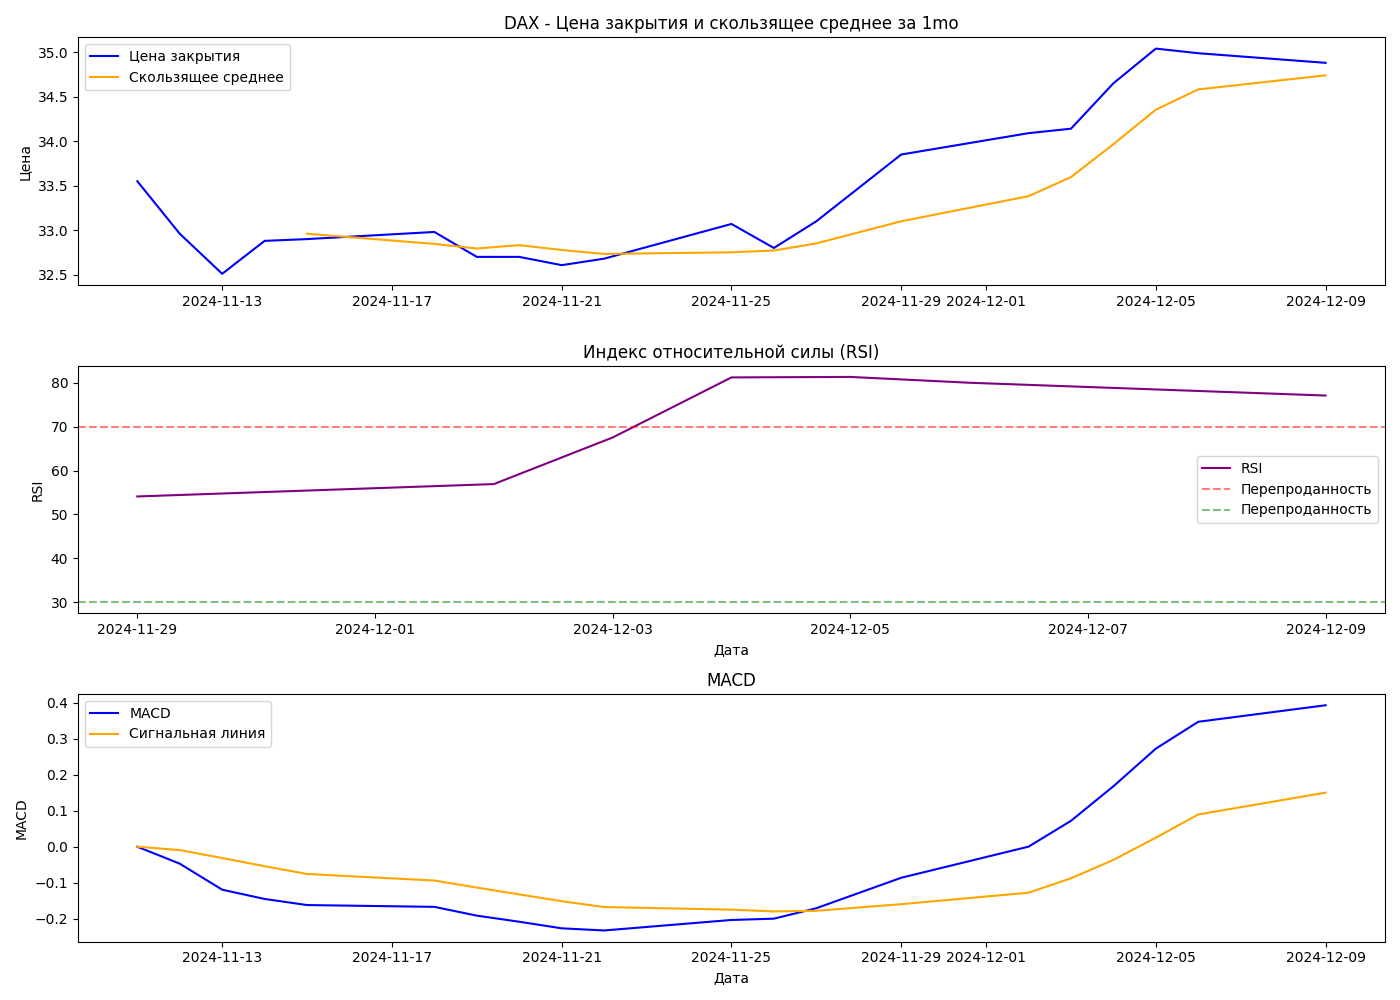 DAX - Цена закрытия и скользящее среднее за 1mo
Цена закрытия
Скользящее среднее
Цена
35.0
34.5
34.0
33.5
33.0
32.5
2024-11-13 2024-11-17 2024-11-21 2024-11-25 2024-11-29 2024-12-01 2024-12-05 2024-12-09
Индекс относительной силы (RSI)
RSI
80
70
60
50
40
30
RSI
Перепроданность
Перепроданность
2024-11-29 2024-12-01 2024-12-03 2024-12-05 2024-12-07 2024-12-09
Дата
MACD
MACD
Сигнальная линия
MACD
0.4
0.3
0.2
0.1
0.0
−0.1
−0.2
2024-11-13 2024-11-17 2024-11-21 2024-11-25 2024-11-29 2024-12-01 2024-12-05 2024-12-09
Дата